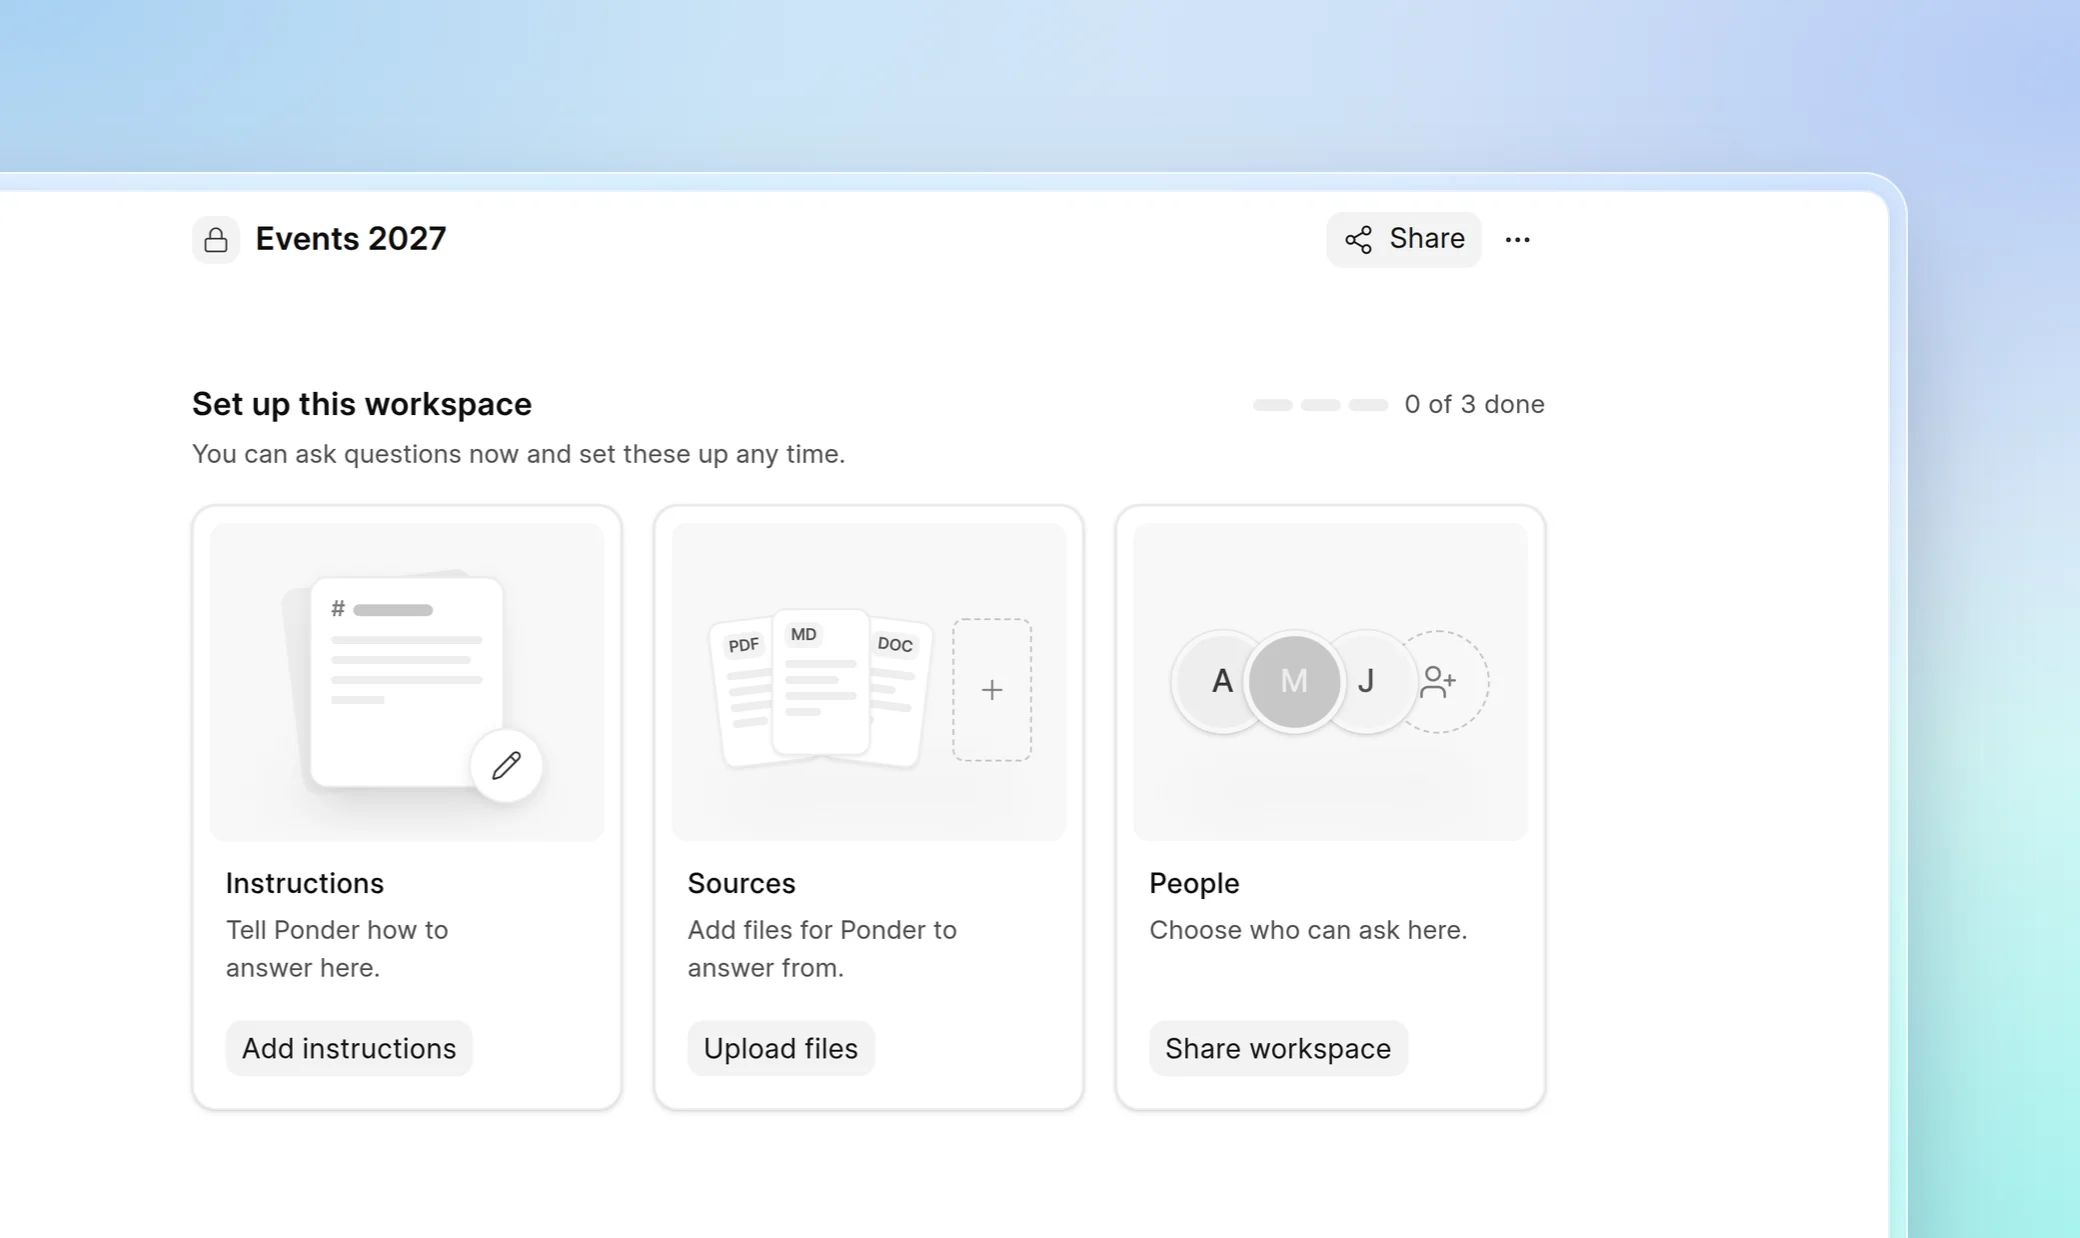 Events 2027
Share
Set up this workspace
0 of 3 done
You can ask questions now and set these up any time.
#
PDF
MD
DOC
A
M
J
Instructions
Tell Ponder how to
answer here.
Add instructions
Sources
Add files for Ponder to
answer from.
Upload files
People
Choose who can ask here.
Share workspace